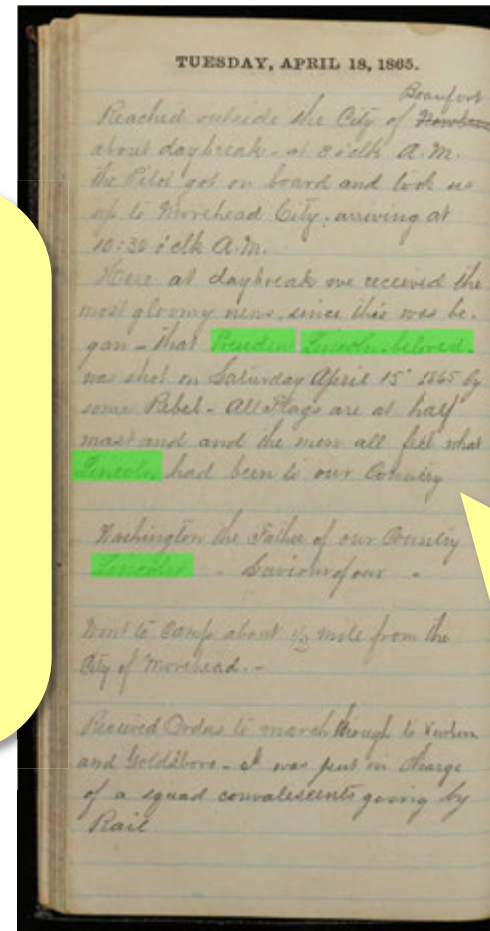 TUESDAY, APRIL 18, 1865.
Beaufort
Reached outside the City of Newbern
about daybreak - at 8 o'clk A.M.
the Pilot got on board and took us
up to Morehead City, arriving at
10:30 o'clk A.M.
Here at daybreak we received the
most gloomy news, since this was be-
gan - that President Lincoln, beloved,
was shot on Saturday April 15" 1865 by
some Rebel - All Flags are at half
mast and and the men all feel what
Lincoln had been to our Country
Washington the Father of our Country
Lincoln - Saviour of our "
Went to Camp about 1/2 mile from the
City of Morehead. -
Received Orders to march through to Newbern
and Goldsboro - I was put in charge
of a squad convalescents going by
Rail